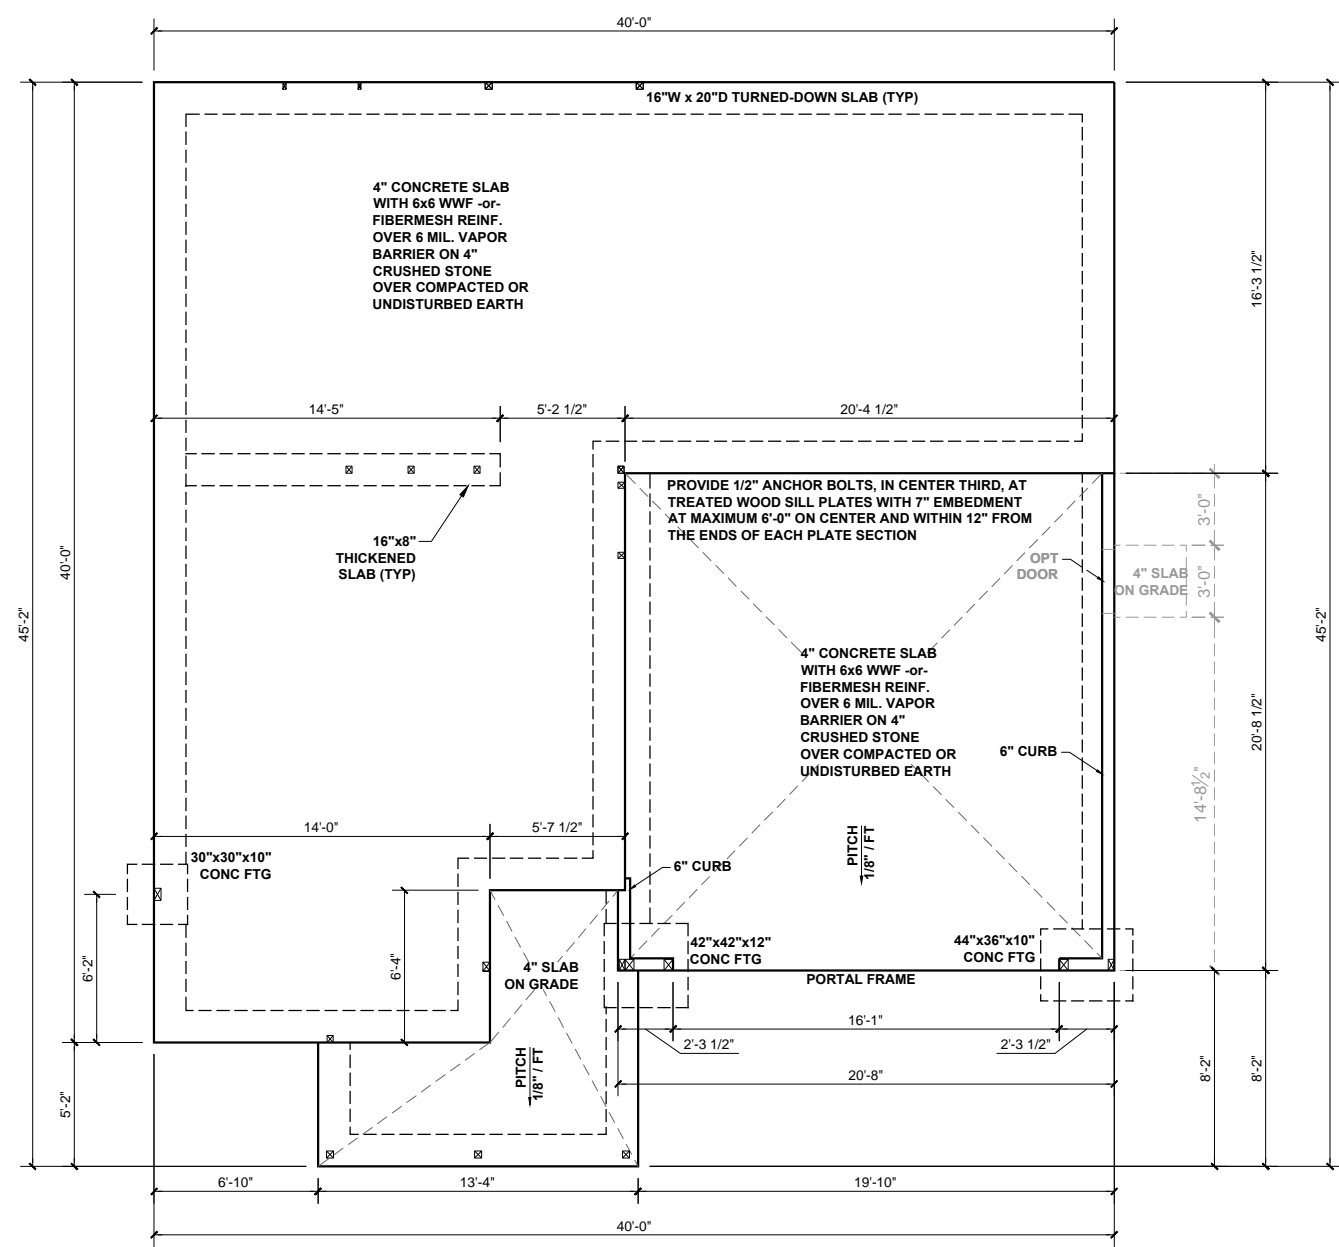 40'-0"
16"W x 20"D TURNED-DOWN SLAB (TYP)
4" CONCRETE SLAB
WITH 6x6 WWF -or-
FIBERMESH REINF.
OVER 6 MIL. VAPOR
BARRIER ON 4"
CRUSHED STONE
OVER COMPACTED OR
UNDISTURBED EARTH
16'-3 1/2"
14'-5"
5'-2 1/2"
20'-4 1/2"
PROVIDE 1/2" ANCHOR BOLTS, IN CENTER THIRD, AT
TREATED WOOD SILL PLATES WITH 7" EMBEDMENT
AT MAXIMUM 6'-0" ON CENTER AND WITHIN 12" FROM
THE ENDS OF EACH PLATE SECTION
3'-0"
16"x8"
THICKENED
SLAB (TYP)
OPT
DOOR
4" SLAB
ON GRADE
3'-0"
40'-0"
45'-2"
45'-2"
4" CONCRETE SLAB
WITH 6x6 WWF -or-
FIBERMESH REINF.
OVER 6 MIL. VAPOR
BARRIER ON 4"
CRUSHED STONE
OVER COMPACTED OR
UNDISTURBED EARTH
6" CURB
20'-8 1/2"
14'-8½"
14'-0"
5'-7 1/2"
PITCH
1/8" / FT
30"x30"x10"
CONC FTG
6" CURB
6'-2"
6'-4"
4" SLAB
ON GRADE
42"x42"x12"
CONC FTG
44"x36"x10"
CONC FTG
PORTAL FRAME
16'-1"
2'-3 1/2"
2'-3 1/2"
20'-8"
PITCH
1/8" / FT
8'-2"
8'-2"
5'-2"
6'-10"
13'-4"
19'-10"
40'-0"